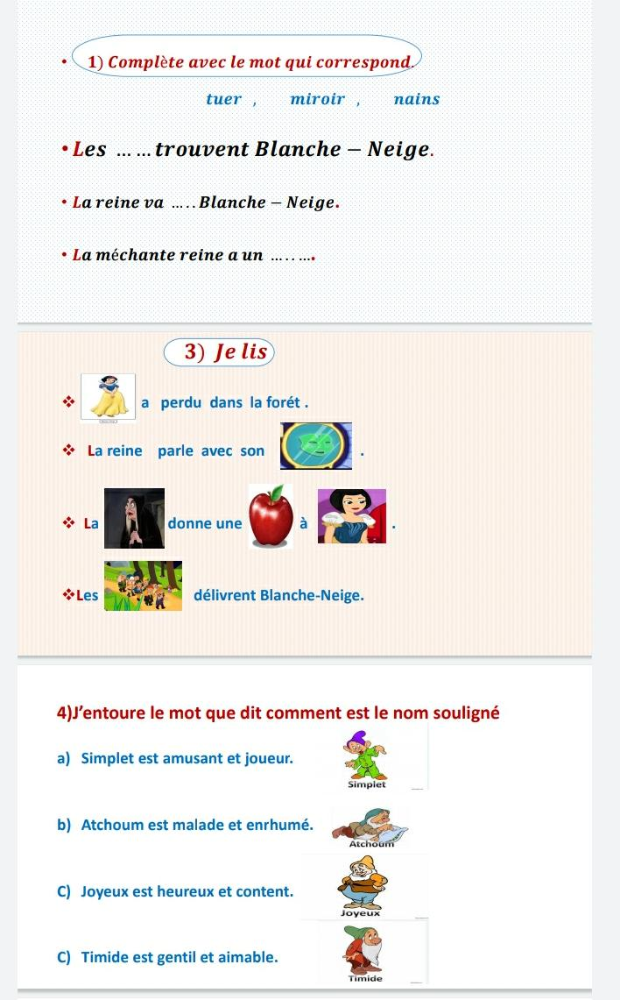 • 1) Complète avec le mot qui correspond.
tuer , miroir , nains
• Les ... ... trouvent Blanche – Neige.
• La reine va ... . . Blanche – Neige.
• La méchante reine a un ... . . ... .
3) Je lis
❖ a perdu dans la forét .
❖ La reine parle avec son .
❖ La donne une à .
❖Les délivrent Blanche-Neige.
4)J’entoure le mot que dit comment est le nom souligné
a) Simplet est amusant et joueur.
Simplet
b) Atchoum est malade et enrhumé.
Atchoum
C) Joyeux est heureux et content.
Joyeux
C) Timide est gentil et aimable.
Timide